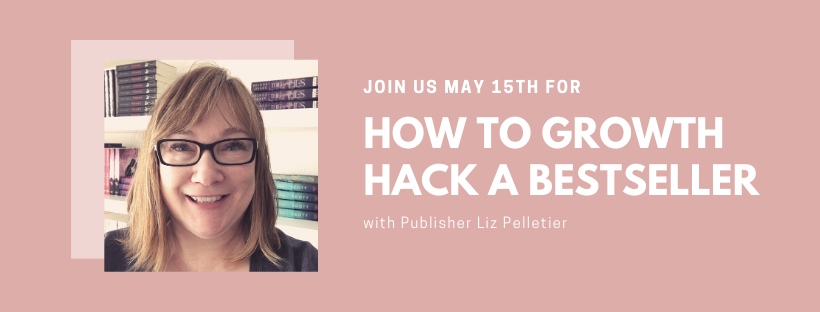 JOIN US MAY 15TH FOR
HOW TO GROWTH
HACK A BESTSELLER
with Publisher Liz Pelletier